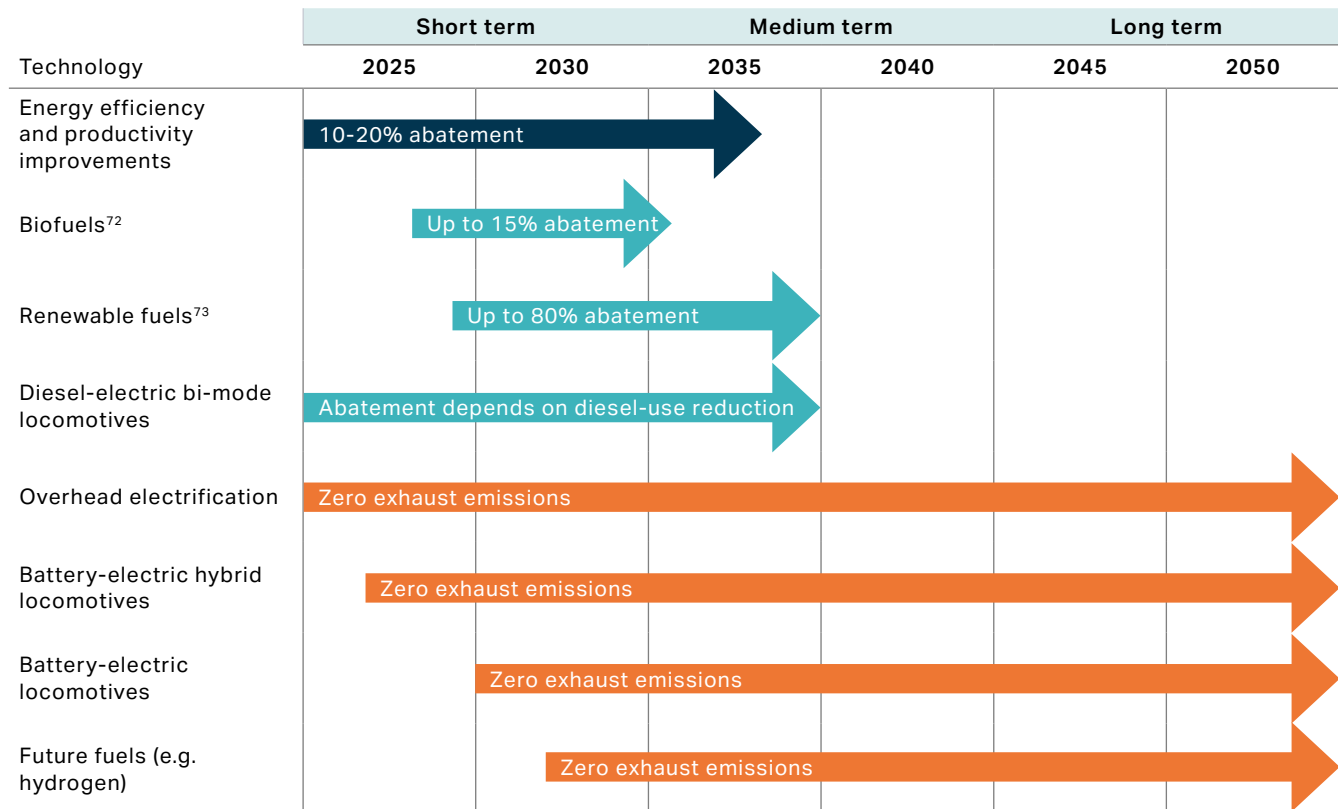 Short term Medium term Long term
Technology 2025 2030 2035 2040 2045 2050
Energy efficiency
and productivity
improvements
10-20% abatement
Biofuels⁷²
Up to 15% abatement
Renewable fuels⁷³
Up to 80% abatement
Diesel-electric bi-mode
locomotives
Abatement depends on diesel-use reduction
Overhead electrification
Zero exhaust emissions
Battery-electric hybrid
locomotives
Zero exhaust emissions
Battery-electric
locomotives
Zero exhaust emissions
Future fuels (e.g.
hydrogen)
Zero exhaust emissions